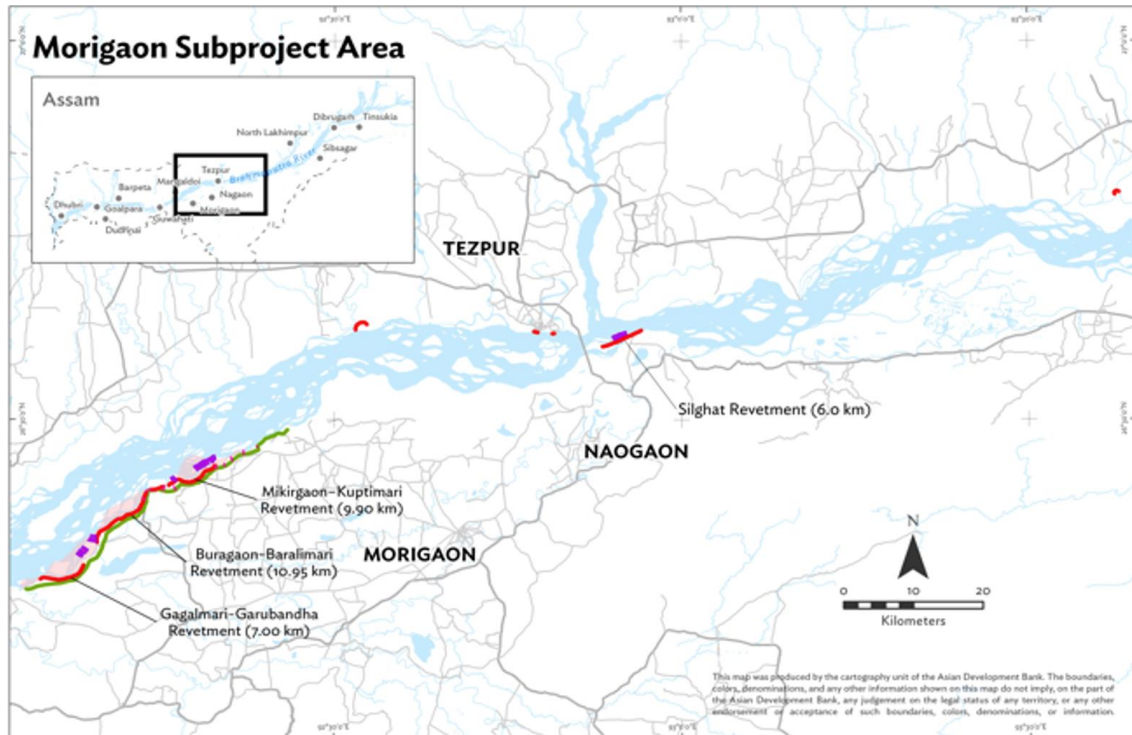 Morigaon Subproject Area
Assam
Dibrugarh
Tinsukia
North Lakhimpur
Sibsagar
Tezpur
Brahmaputra River
Mangaldoi
Barpeta
Nagaon
Dhubri
Goalpara
Morigaon
Guwahati
Dudhnai
TEZPUR
Silghat Revetment (6.0 km)
NAOGAON
Mikirgaon–Kuptimari
Revetment (9.90 km)
MORIGAON
Buragaon–Baralimari
Revetment (10.95 km)
Gagalmari–Garubandha
Revetment (7.00 km)
N
0 10 20
Kilometers
This map was produced by the cartography unit of the Asian Development Bank. The boundaries,
colors, denominations, and any other information shown on this map do not imply, on the part of
the Asian Development Bank, any judgement on the legal status of any territory, or any other
endorsement or acceptance of such boundaries, colors, denominations, or information.